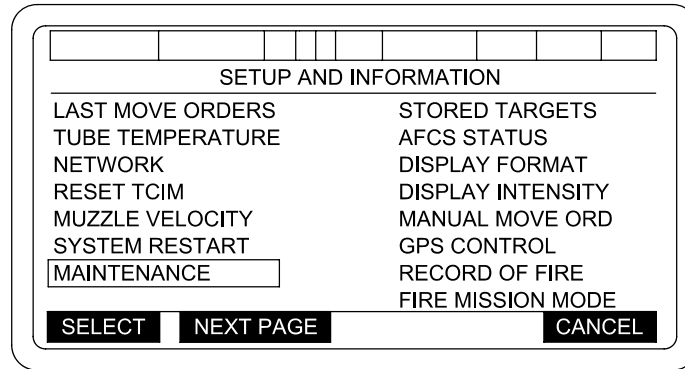 SETUP AND INFORMATION
LAST MOVE ORDERS
TUBE TEMPERATURE
NETWORK
RESET TCIM
MUZZLE VELOCITY
SYSTEM RESTART
MAINTENANCE
STORED TARGETS
AFCS STATUS
DISPLAY FORMAT
DISPLAY INTENSITY
MANUAL MOVE ORD
GPS CONTROL
RECORD OF FIRE
FIRE MISSION MODE
SELECT NEXT PAGE CANCEL